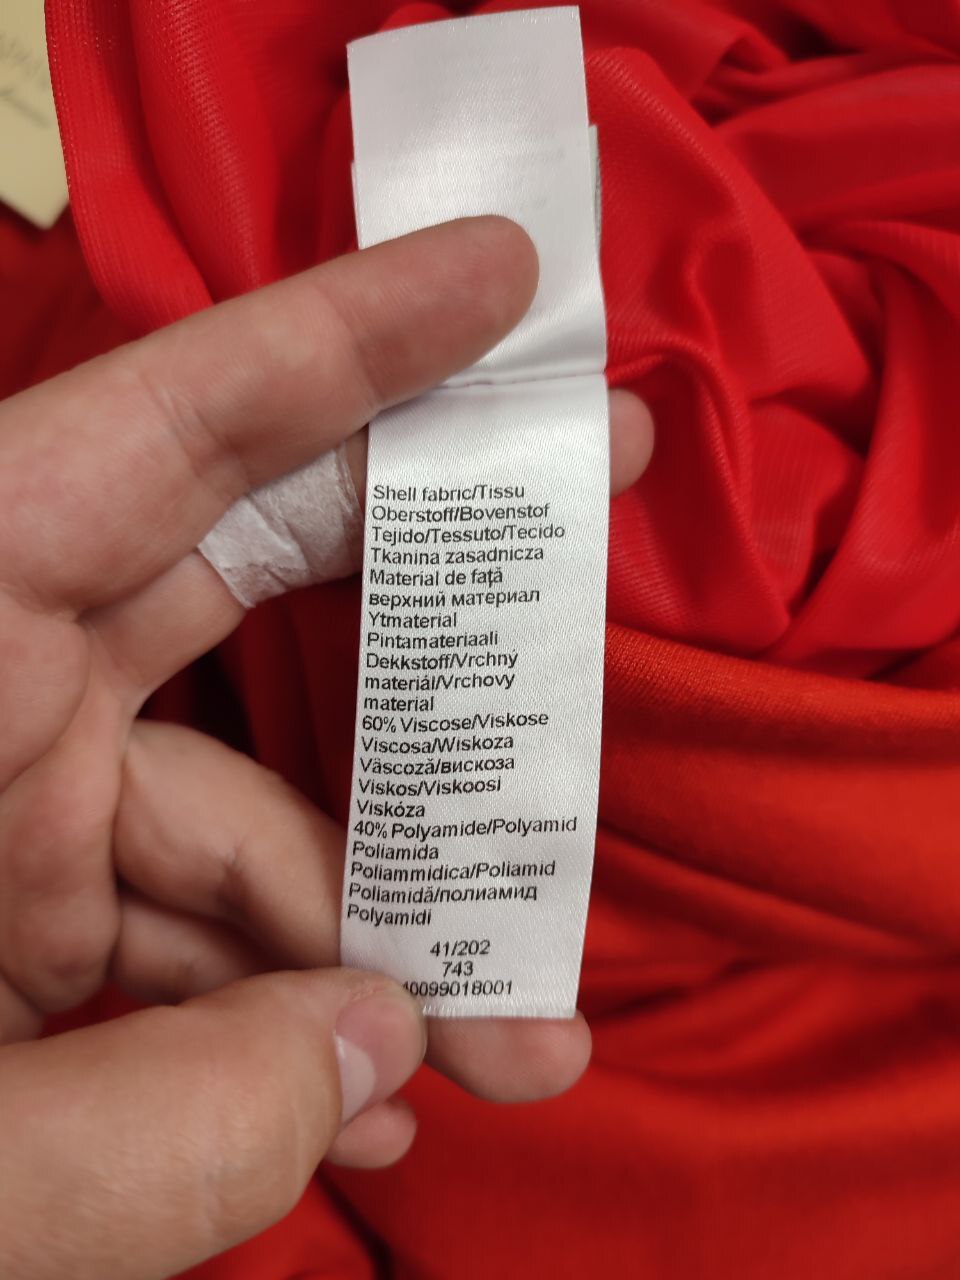 Shell fabric/Tissu
Oberstoff/Bovenstof
Tejido/Tessuto/Tecido
Tkanina zasadnicza
Material de față
верхний материал
Ytmaterial
Pintamateriaali
Dekkstoff/Vrchný
materiál/Vrchovy
material
60% Viscose/Viskose
Viscosa/Wiskoza
Vâscoză/вискоза
Viskos/Viskoosi
Viskóza
40% Polyamide/Polyamid
Poliamida
Poliammidica/Poliamid
Poliamidă/полиамид
Polyamidi
41/202
743
0099018001